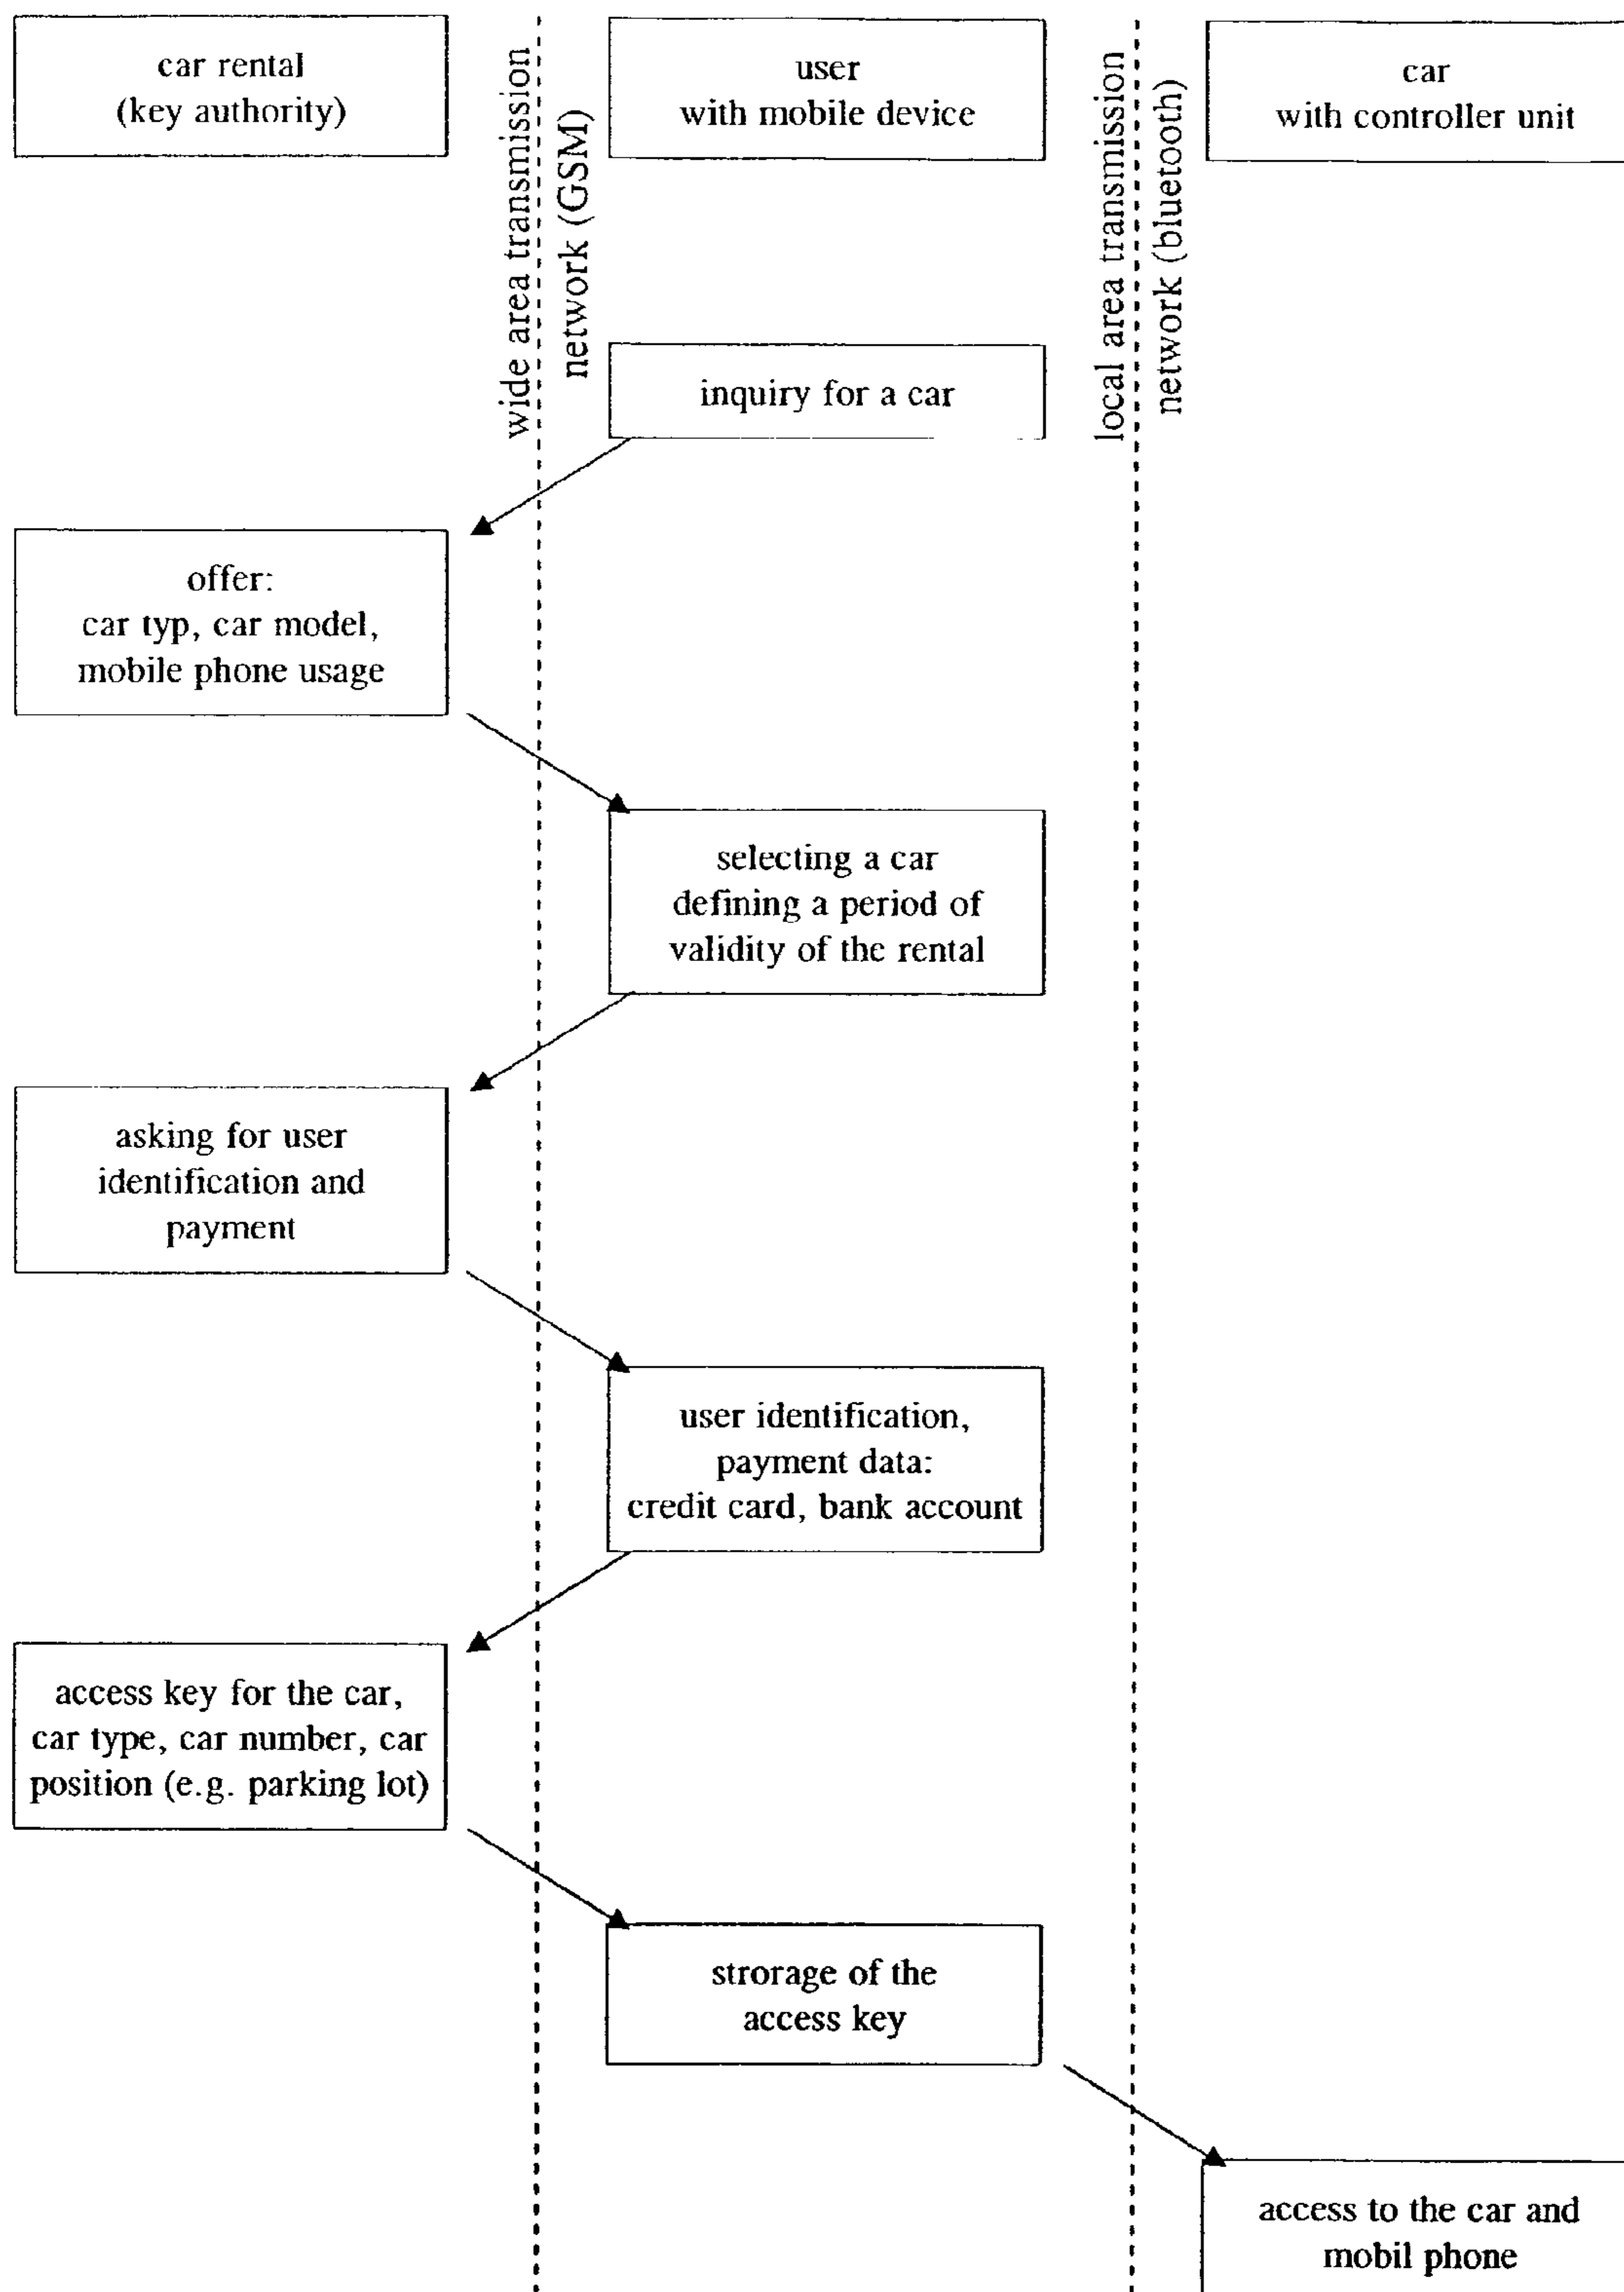 car rental
(key authority)
wide area transmission
network (GSM)
user
with mobile device
local area transmission
network (bluetooth)
car
with controller unit
inquiry for a car
offer:
car typ, car model,
mobile phone usage
selecting a car
defining a period of
validity of the rental
asking for user
identification and
payment
user identification,
payment data:
credit card, bank account
access key for the car,
car type, car number, car
position (e.g. parking lot)
strorage of the
access key
access to the car and
mobil phone